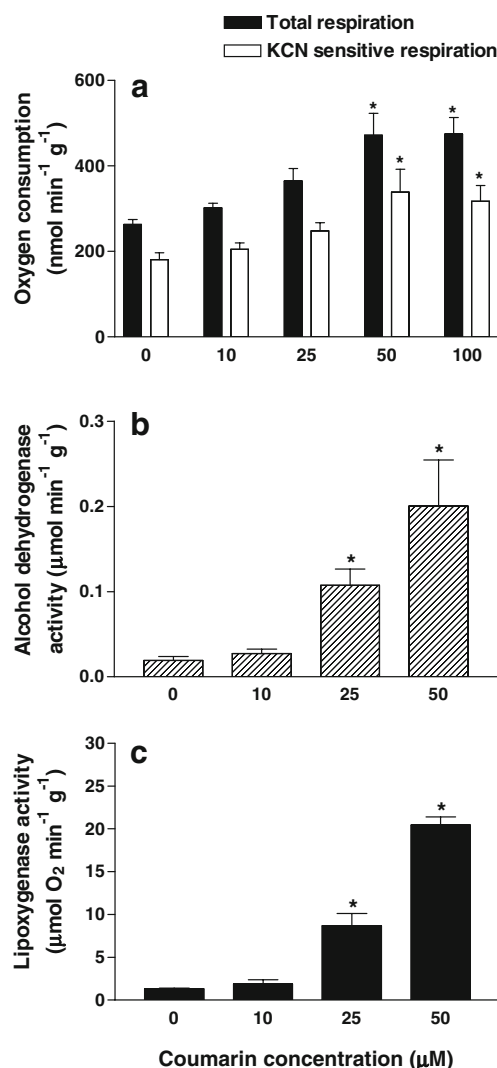 Total respiration
KCN sensitive respiration
a
Oxygen consumption
(nmol min⁻¹ g⁻¹)
600
400
200
0
* *
* *
0 10 25 50 100
b
Alcohol dehydrogenase
activity (μmol min⁻¹ g⁻¹)
0.3
0.2
0.1
0.0
*
*
0 10 25 50
c
Lipoxygenase activity
(μmol O₂ min⁻¹ g⁻¹)
30
25
20
15
10
5
0
*
*
0 10 25 50
Coumarin concentration (μM)